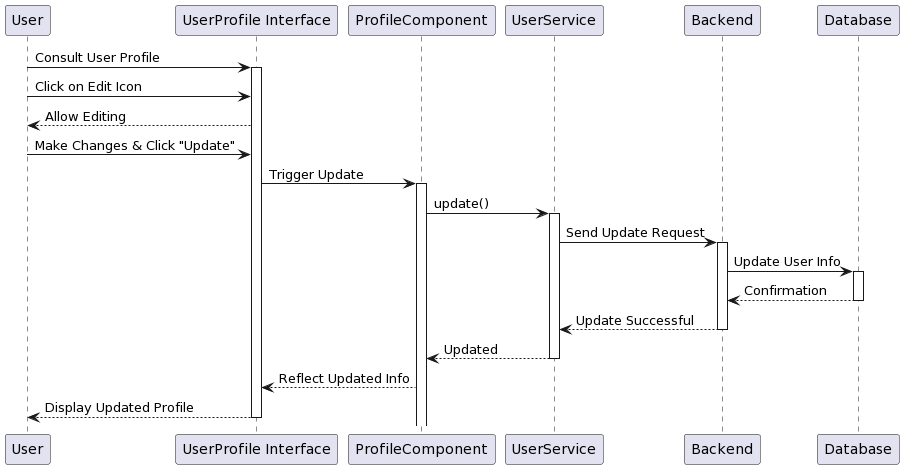 User
UserProfile Interface
ProfileComponent
UserService
Backend
Database
Consult User Profile
Click on Edit Icon
Allow Editing
Make Changes & Click "Update"
Trigger Update
update()
Send Update Request
Update User Info
Confirmation
Update Successful
Updated
Reflect Updated Info
Display Updated Profile
User
UserProfile Interface
ProfileComponent
UserService
Backend
Database